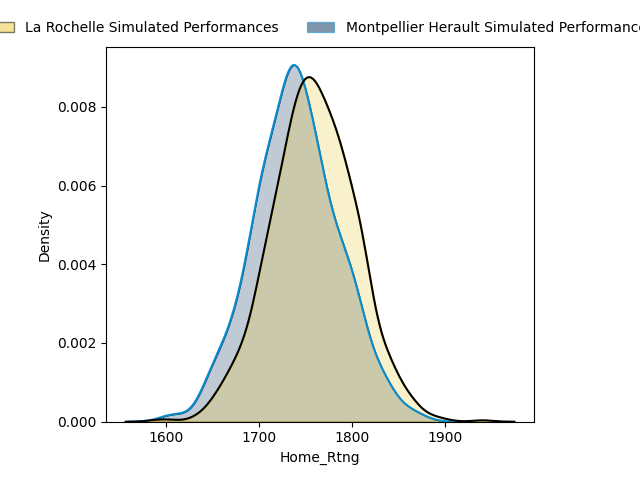 La Rochelle Simulated Performances
Montpellier Herault Simulated
0.008
0.006
0.004
0.002
0.000
Density
1600 1700 1800 1900
Home_Rtng